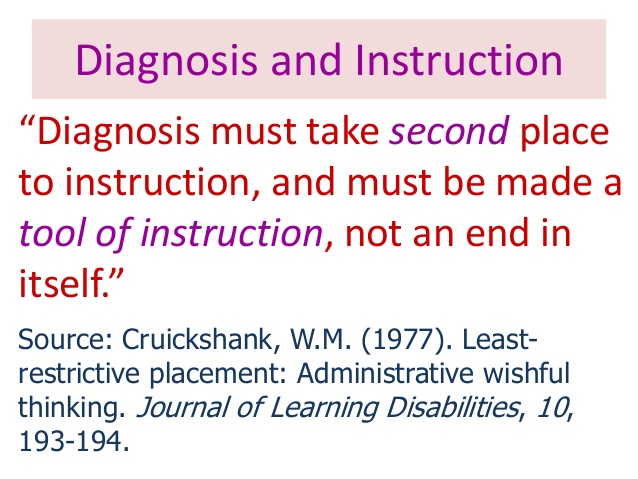 Diagnosis and Instruction
“Diagnosis must take second place
to instruction, and must be made a
tool of instruction, not an end in
itself.”
Source: Cruickshank, W.M. (1977). Least-
restrictive placement: Administrative wishful
thinking. Journal of Learning Disabilities, 10,
193-194.